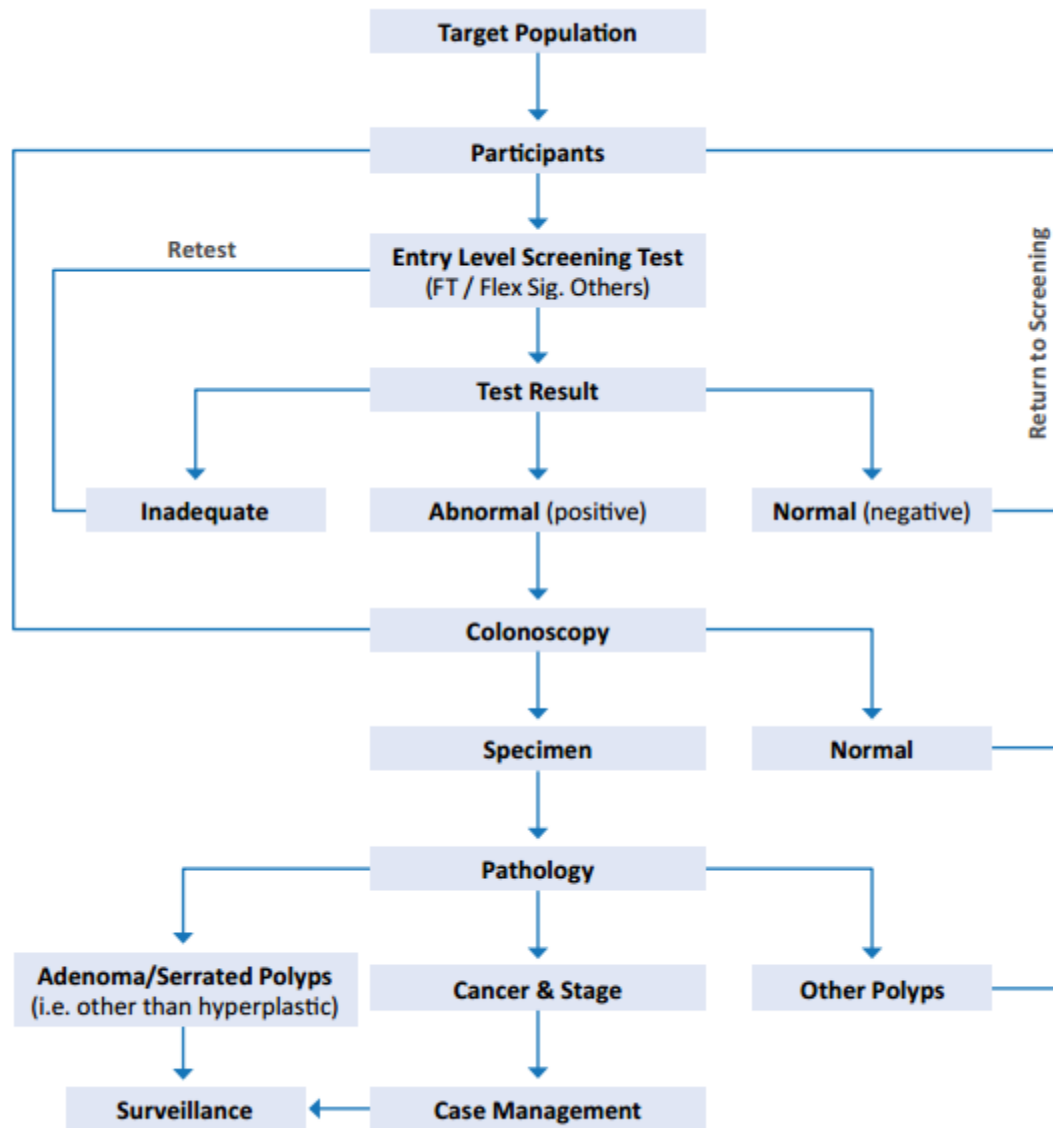 Target Population
Participants
Retest
Entry Level Screening Test
(FT / Flex Sig. Others)
Return to Screening
Test Result
Inadequate
Abnormal (positive)
Normal (negative)
Colonoscopy
Specimen
Normal
Pathology
Adenoma/Serrated Polyps
(i.e. other than hyperplastic)
Cancer & Stage
Other Polyps
Surveillance
Case Management